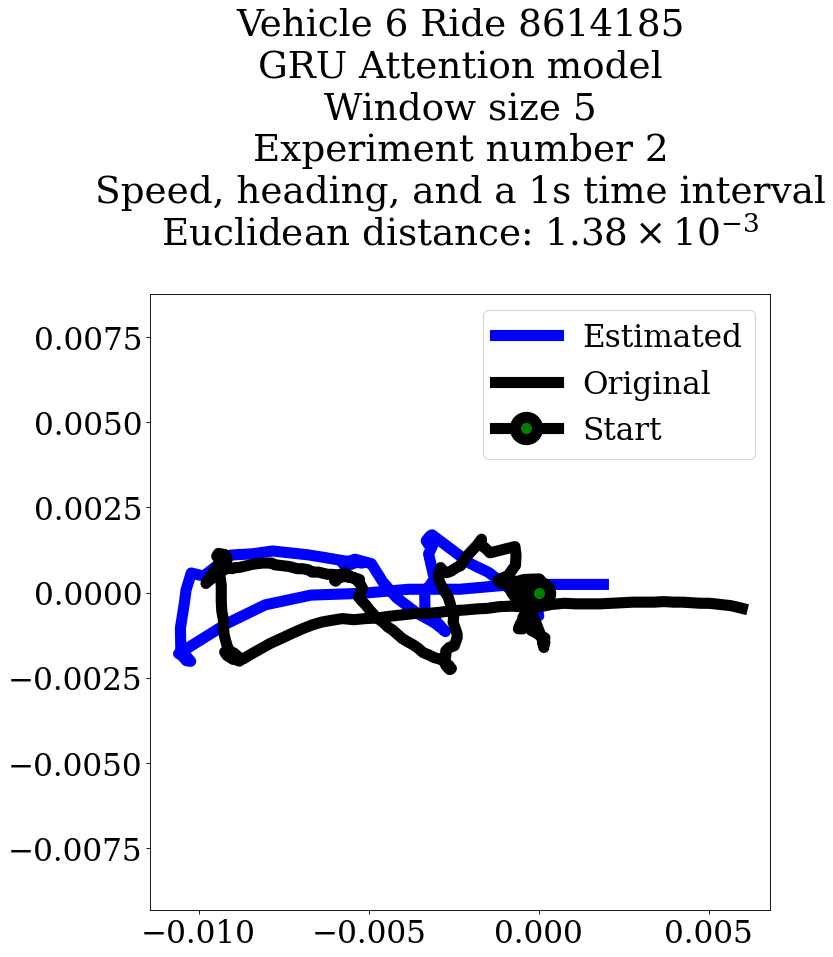 Vehicle 6 Ride 8614185
GRU Attention model
Window size 5
Experiment number 2
Speed, heading, and a 1s time interval
Euclidean distance: 1.38 × 10⁻³
Estimated
Original
Start
0.0075
0.0050
0.0025
0.0000
−0.0025
−0.0050
−0.0075
−0.010 −0.005 0.000 0.005